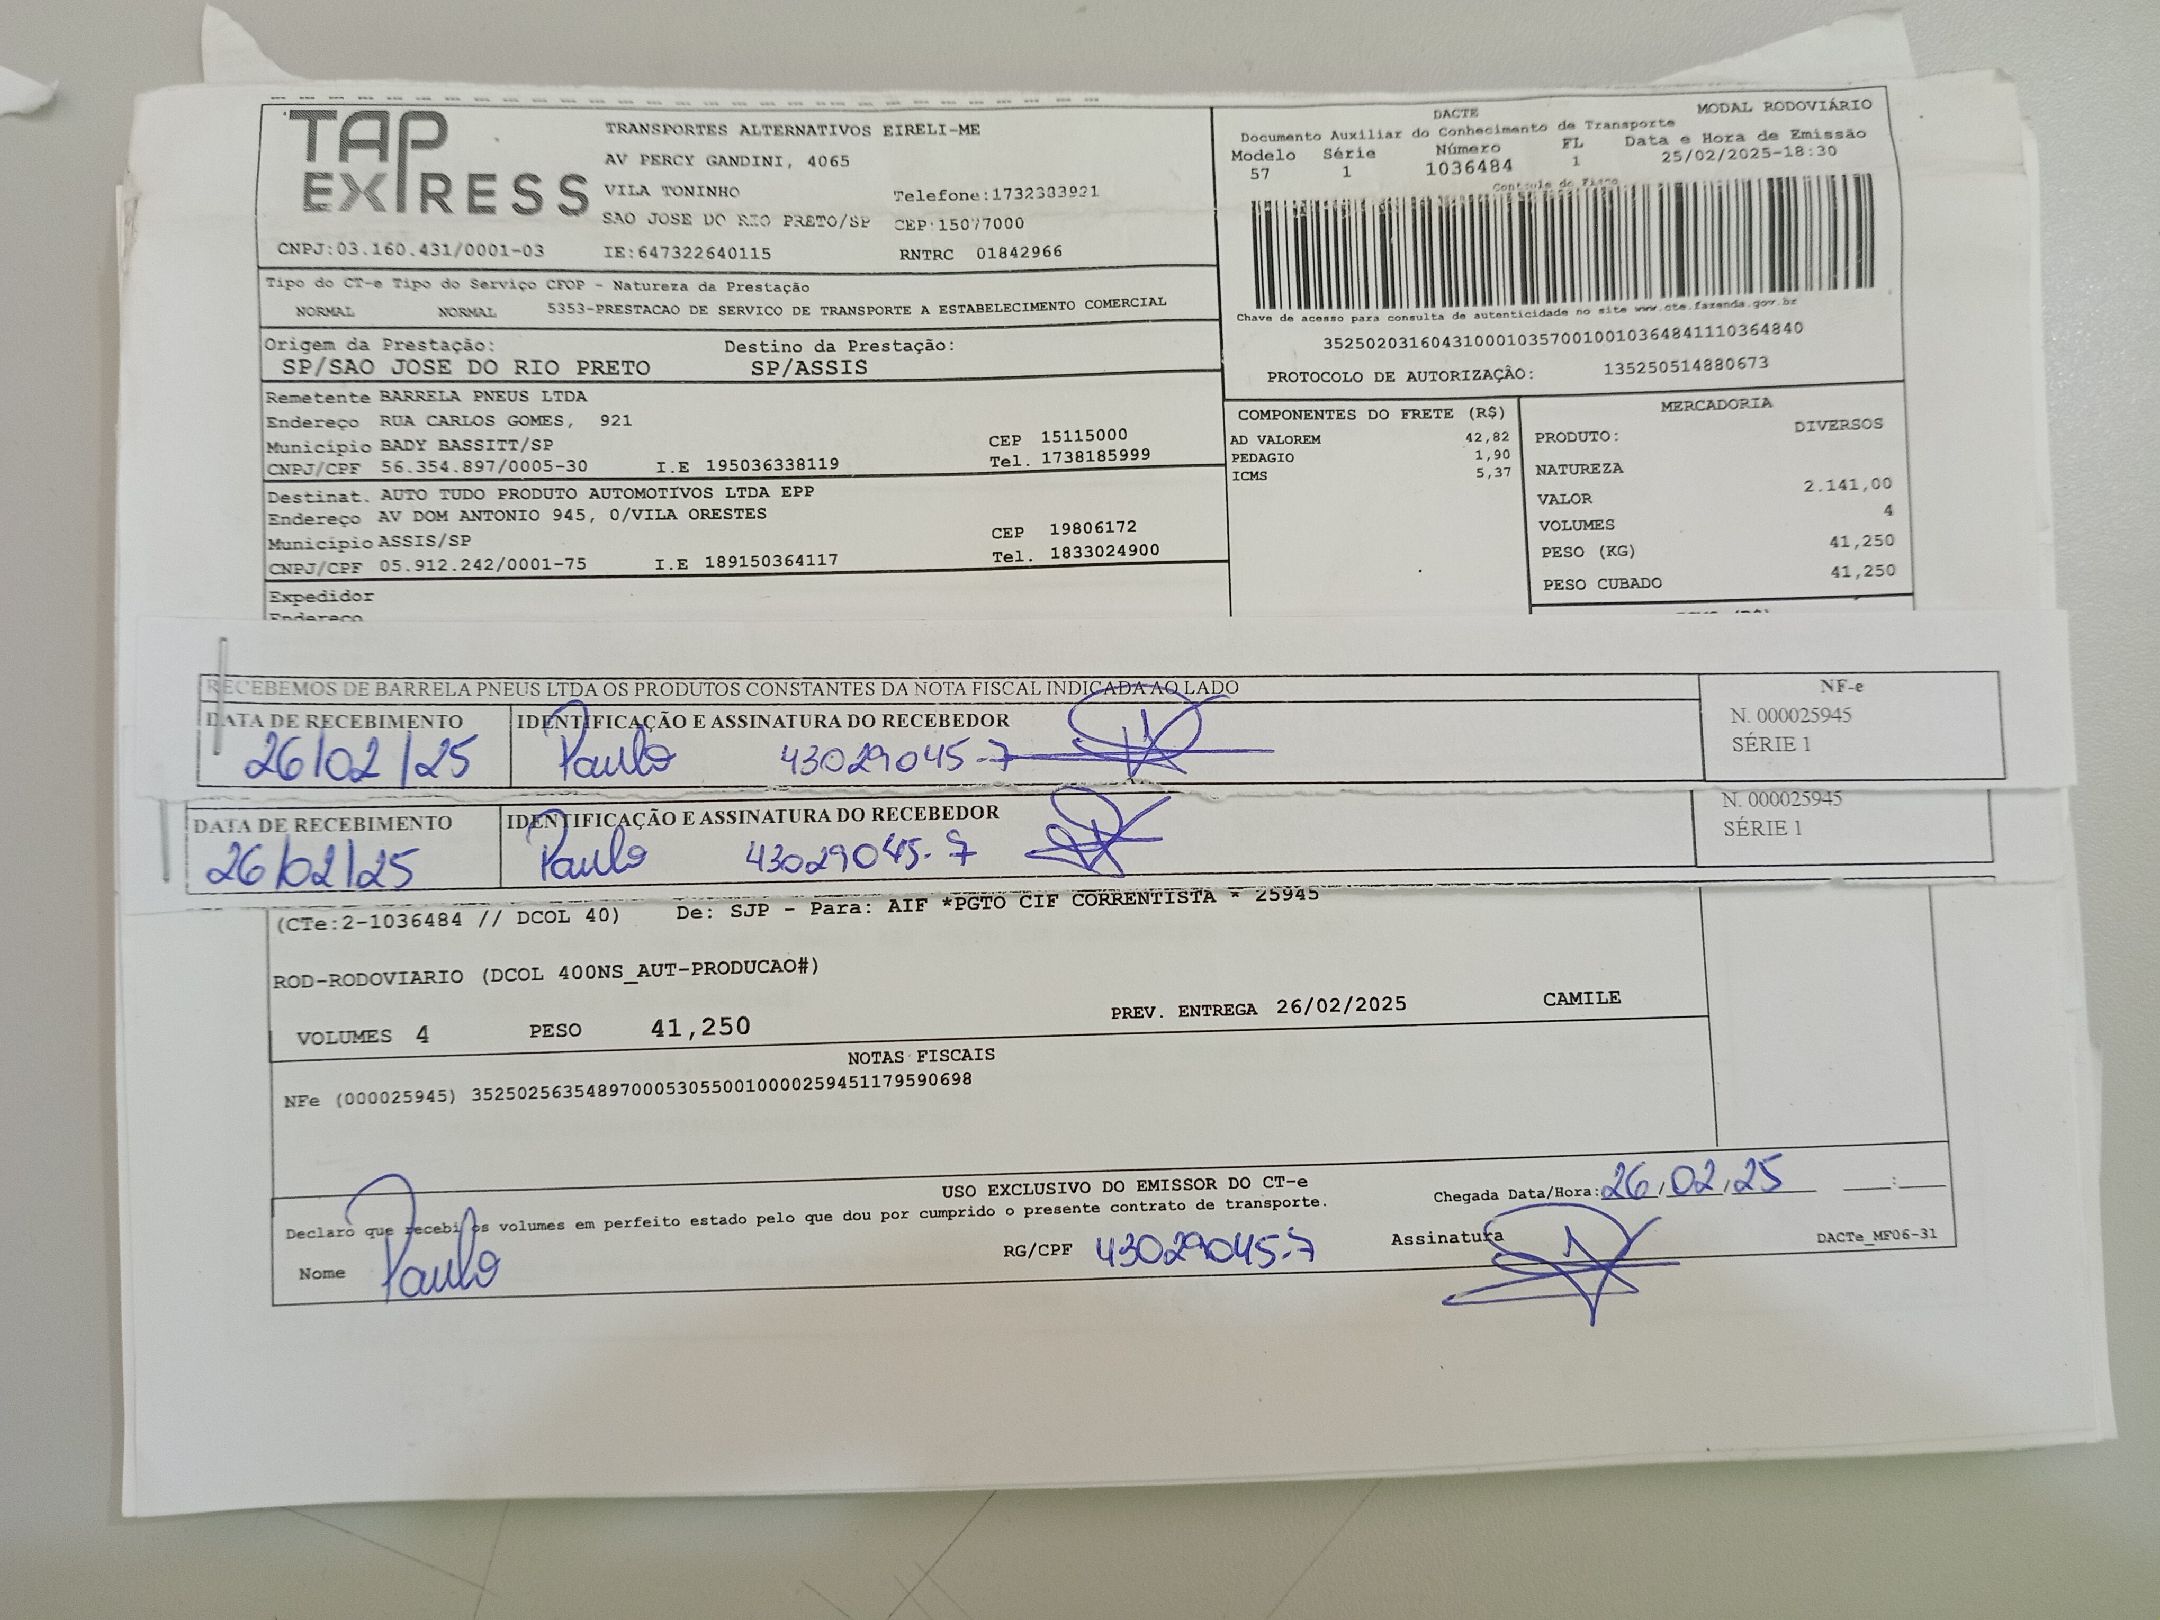 TAP EXPRESS
TRANSPORTES ALTERNATIVOS EIRELI-ME
AV PERCY GANDINI, 4065
VILA TONINHO Telefone:1732333921
SAO JOSE DO RIO PRETO/SP CEP:15077000
CNPJ:03.160.431/0001-03 IE:647322640115 RNTRC 01842966
DACTE MODAL RODOVIÁRIO
Documento Auxiliar do Conhecimento de Transporte
Modelo Série Número FL Data e Hora de Emissão
57 1 1036484 1 25/02/2025-18:30
Controle do Fisco
Chave de acesso para consulta de autenticidade no site www.cte.fazenda.gov.br
35250203160431000103570010010364841110364840
PROTOCOLO DE AUTORIZAÇÃO: 135250514880673
Tipo do CT-e Tipo do Serviço CFOP - Natureza da Prestação
NORMAL NORMAL 5353-PRESTACAO DE SERVICO DE TRANSPORTE A ESTABELECIMENTO COMERCIAL
Origem da Prestação: Destino da Prestação:
SP/SAO JOSE DO RIO PRETO SP/ASSIS
Remetente BARRELA PNEUS LTDA
Endereço RUA CARLOS GOMES, 921
Município BADY BASSITT/SP CEP 15115000
CNPJ/CPF 56.354.897/0005-30 I.E 195036338119 Tel. 1738185999
Destinat. AUTO TUDO PRODUTO AUTOMOTIVOS LTDA EPP
Endereço AV DOM ANTONIO 945, 0/VILA ORESTES
Município ASSIS/SP CEP 19806172
CNPJ/CPF 05.912.242/0001-75 I.E 189150364117 Tel. 1833024900
Expedidor
Endereço
COMPONENTES DO FRETE (R$)
AD VALOREM 42,82
PEDAGIO 1,90
ICMS 5,37
MERCADORIA
PRODUTO: DIVERSOS
NATUREZA
VALOR 2.141,00
VOLUMES 4
PESO (KG) 41,250
PESO CUBADO 41,250
RECEBEMOS DE BARRELA PNEUS LTDA OS PRODUTOS CONSTANTES DA NOTA FISCAL INDICADA AO LADO
DATA DE RECEBIMENTO IDENTIFICAÇÃO E ASSINATURA DO RECEBEDOR
26/02/25 Paulo 43029045-7
NF-e
N. 000025945
SÉRIE 1
DATA DE RECEBIMENTO IDENTIFICAÇÃO E ASSINATURA DO RECEBEDOR
26/02/25 Paulo 43029045-7
N. 000025945
SÉRIE 1
(CTe:2-1036484 // DCOL 40) De: SJP - Para: AIF *PGTO CIF CORRENTISTA * 25945
ROD-RODOVIARIO (DCOL 400NS_AUT-PRODUCAO#)
VOLUMES 4 PESO 41,250 PREV. ENTREGA 26/02/2025 CAMILE
NOTAS FISCAIS
NFe (000025945) 35250256354897000530550010000259451179590698
USO EXCLUSIVO DO EMISSOR DO CT-e
Declaro que recebi os volumes em perfeito estado pelo que dou por cumprido o presente contrato de transporte.
Chegada Data/Hora: 26/02/25 ____:____
Nome Paulo RG/CPF 43029045-7 Assinatura DACTe_MF06-31